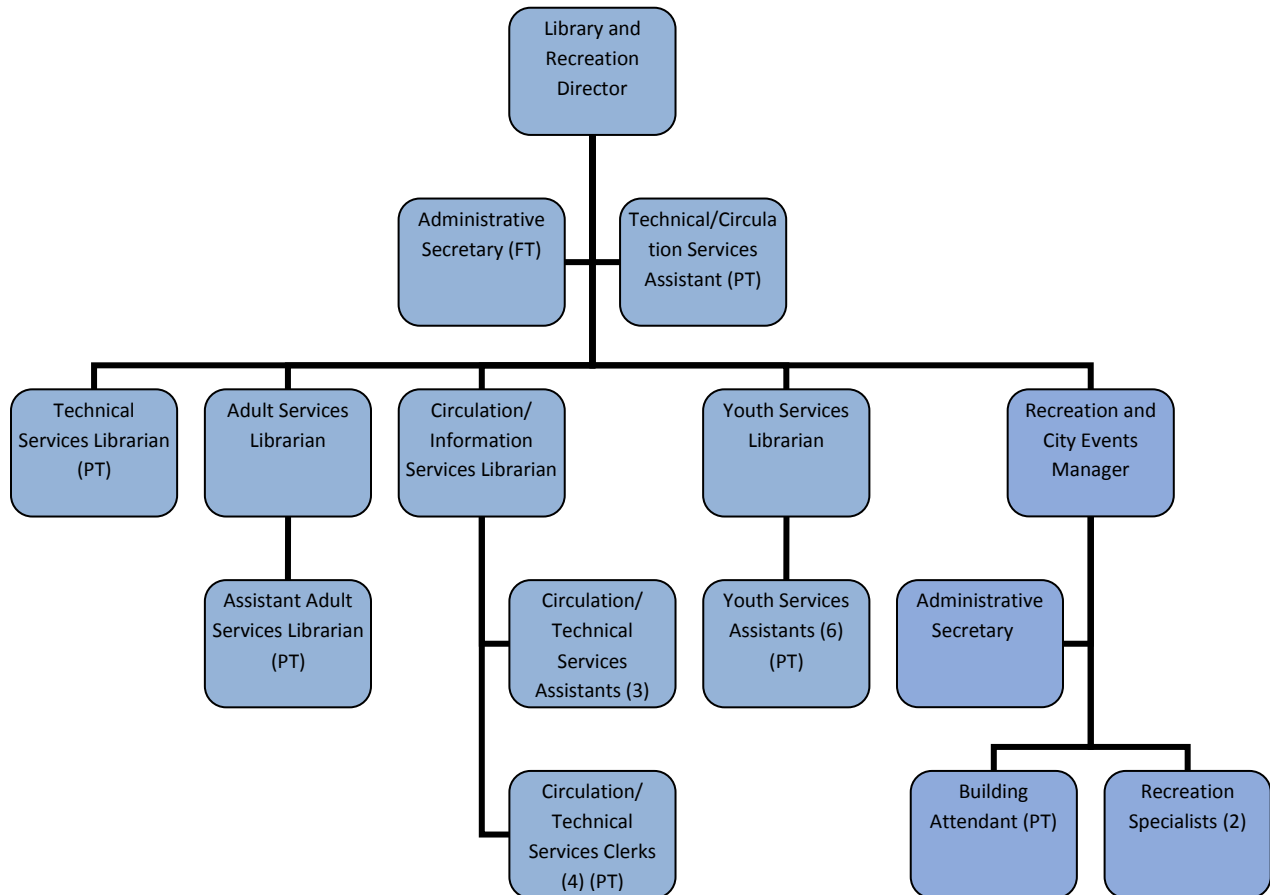 Library and
Recreation
Director
Administrative
Secretary (FT)
Technical/Circula
tion Services
Assistant (PT)
Technical
Services Librarian
(PT)
Adult Services
Librarian
Circulation/
Information
Services Librarian
Youth Services
Librarian
Recreation and
City Events
Manager
Assistant Adult
Services Librarian
(PT)
Circulation/
Technical
Services
Assistants (3)
Youth Services
Assistants (6)
(PT)
Administrative
Secretary
Circulation/
Technical
Services Clerks
(4) (PT)
Building
Attendant (PT)
Recreation
Specialists (2)